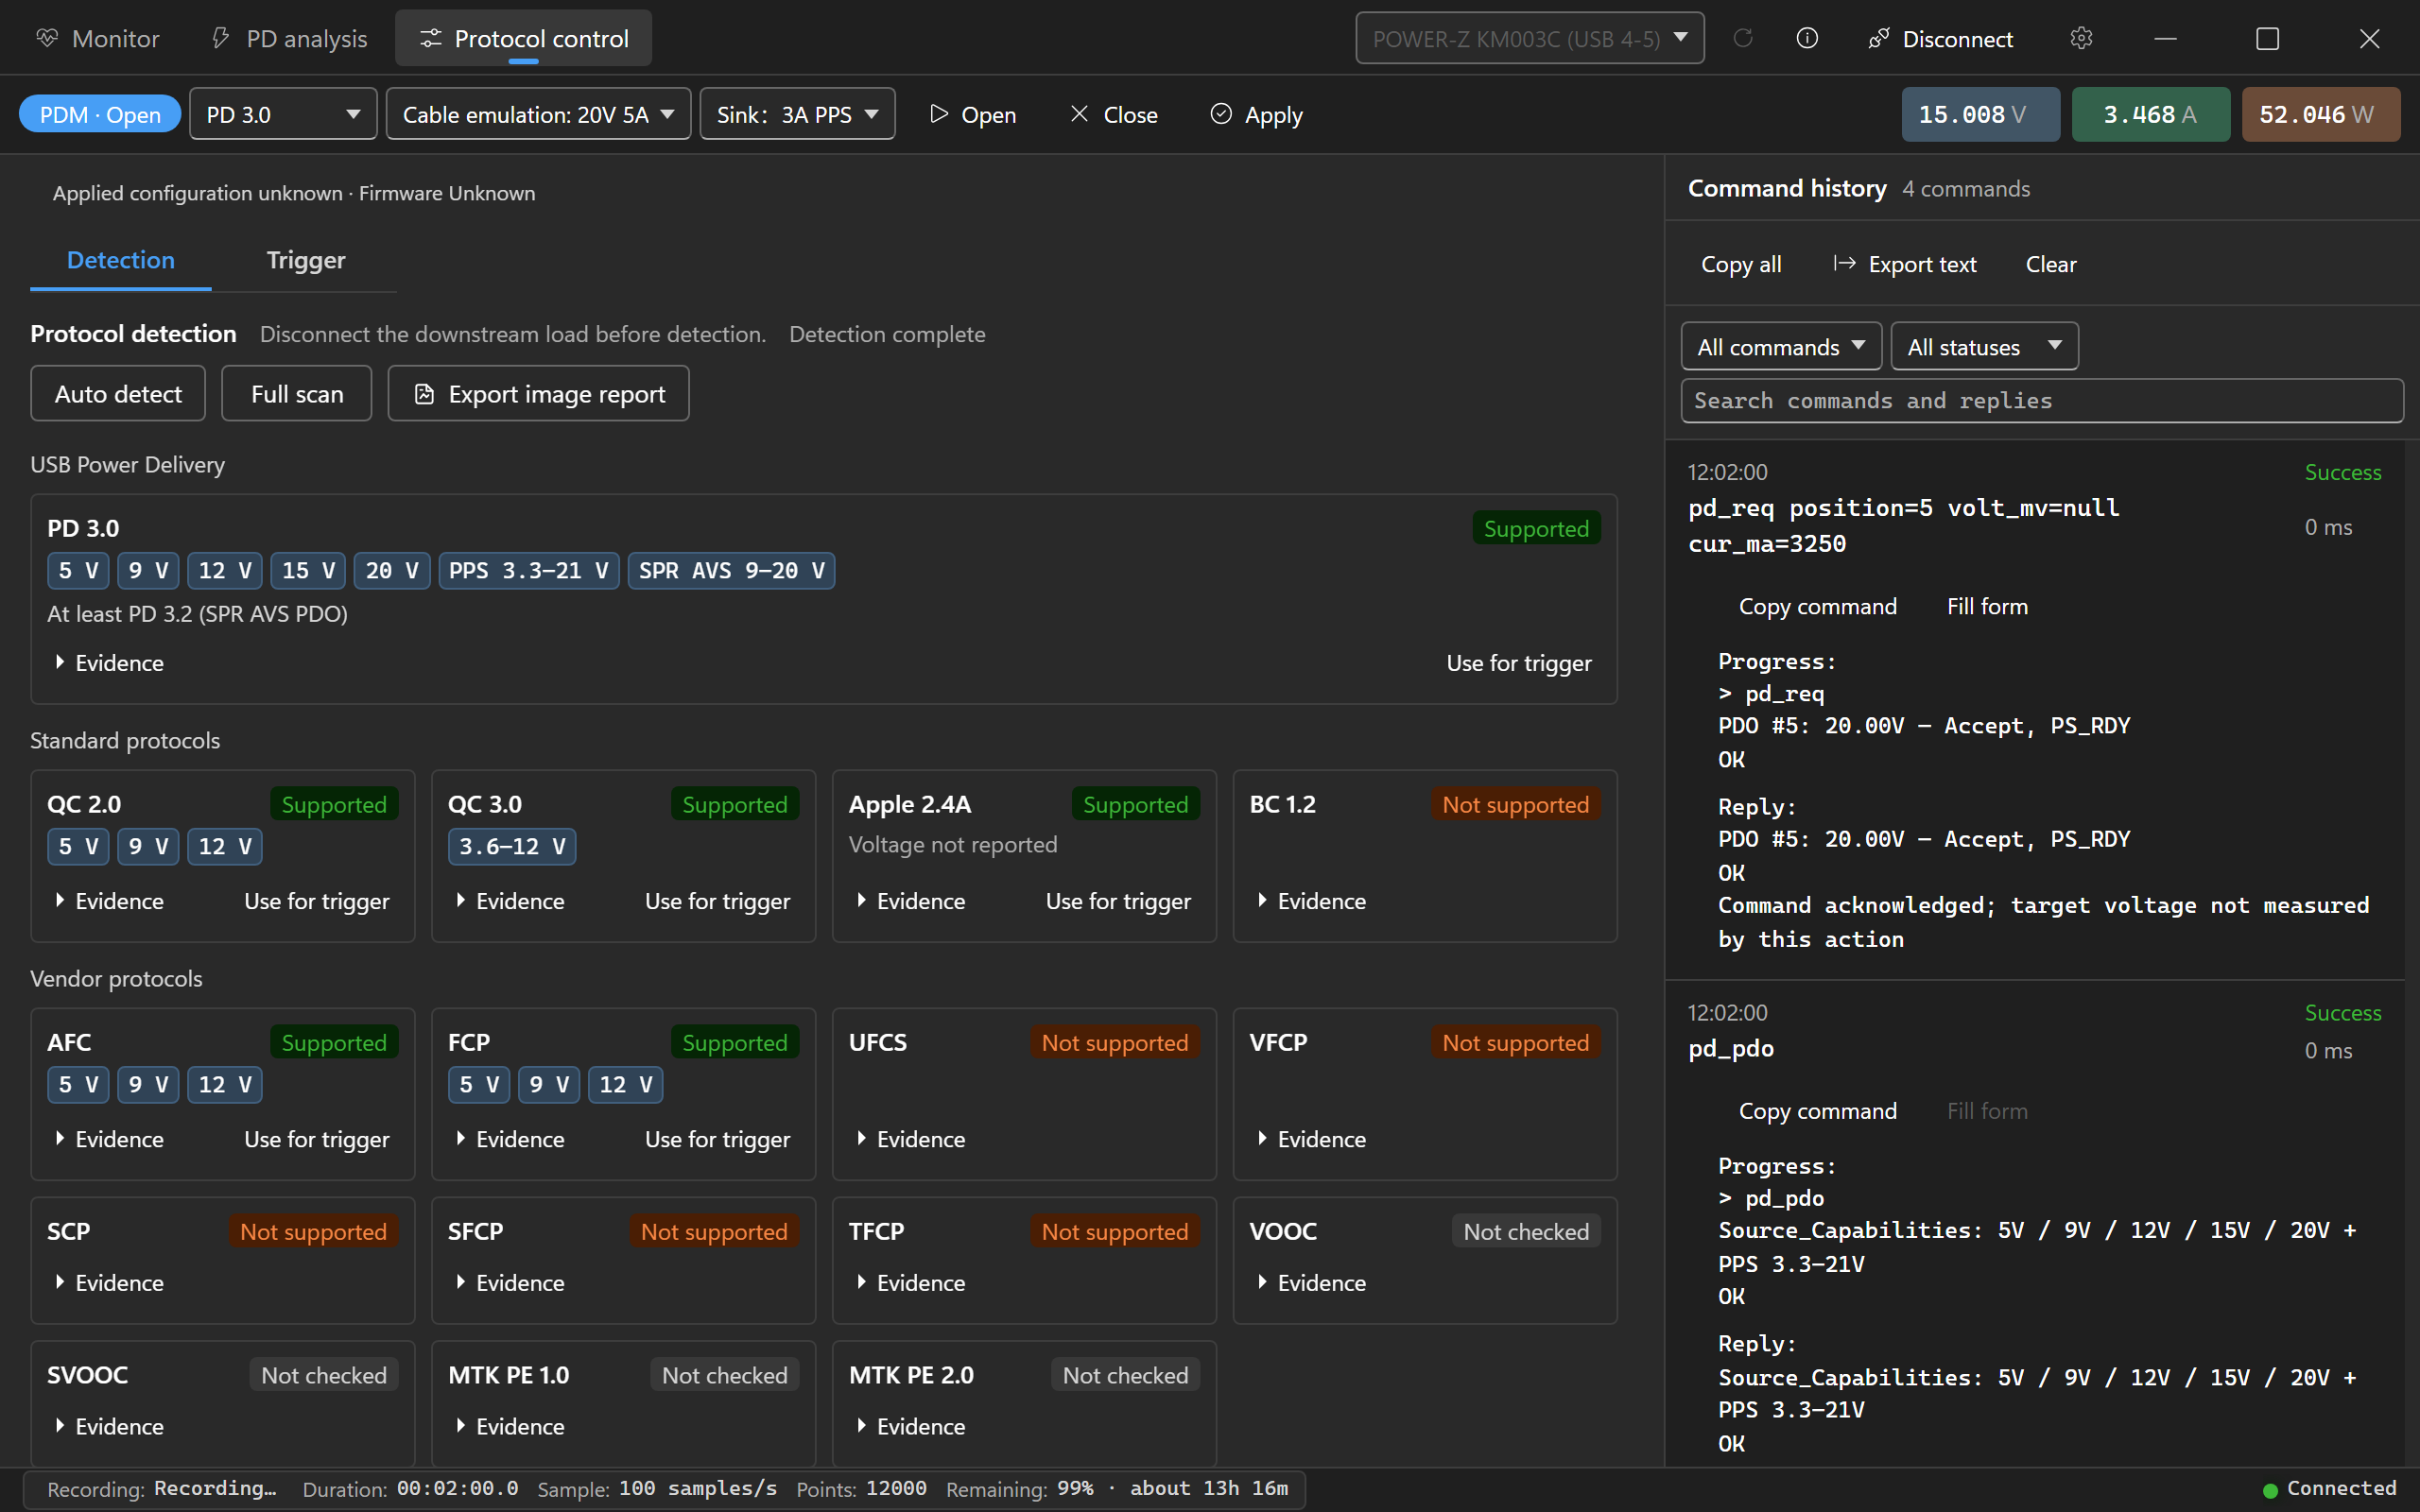 Monitor
PD analysis
Protocol control
POWER-Z KM003C (USB 4-5)
Disconnect
PDM · Open
PD 3.0
Cable emulation: 20V 5A
Sink: 3A PPS
Open
Close
Apply
15.008 V
3.468 A
52.046 W
Applied configuration unknown · Firmware Unknown
Detection
Trigger
Protocol detection Disconnect the downstream load before detection. Detection complete
Auto detect
Full scan
Export image report
USB Power Delivery
PD 3.0
Supported
5 V 9 V 12 V 15 V 20 V PPS 3.3–21 V SPR AVS 9–20 V
At least PD 3.2 (SPR AVS PDO)
Evidence
Use for trigger
Standard protocols
QC 2.0
Supported
5 V 9 V 12 V
Evidence
Use for trigger
QC 3.0
Supported
3.6–12 V
Evidence
Use for trigger
Apple 2.4A
Supported
Voltage not reported
Evidence
Use for trigger
BC 1.2
Not supported
Evidence
Vendor protocols
AFC
Supported
5 V 9 V 12 V
Evidence
Use for trigger
FCP
Supported
5 V 9 V 12 V
Evidence
Use for trigger
UFCS
Not supported
Evidence
VFCP
Not supported
Evidence
SCP
Not supported
Evidence
SFCP
Not supported
Evidence
TFCP
Not supported
Evidence
VOOC
Not checked
Evidence
SVOOC
Not checked
Evidence
MTK PE 1.0
Not checked
Evidence
MTK PE 2.0
Not checked
Evidence
Command history 4 commands
Copy all
Export text
Clear
All commands
All statuses
Search commands and replies
12:02:00
Success
pd_req position=5 volt_mv=null
cur_ma=3250
0 ms
Copy command
Fill form
Progress:
> pd_req
PDO #5: 20.00V — Accept, PS_RDY
OK
Reply:
PDO #5: 20.00V — Accept, PS_RDY
OK
Command acknowledged; target voltage not measured
by this action
12:02:00
Success
pd_pdo
0 ms
Copy command
Fill form
Progress:
> pd_pdo
Source_Capabilities: 5V / 9V / 12V / 15V / 20V +
PPS 3.3–21V
OK
Reply:
Source_Capabilities: 5V / 9V / 12V / 15V / 20V +
PPS 3.3–21V
OK
Recording: Recording… Duration: 00:02:00.0 Sample: 100 samples/s Points: 12000 Remaining: 99% · about 13h 16m
Connected